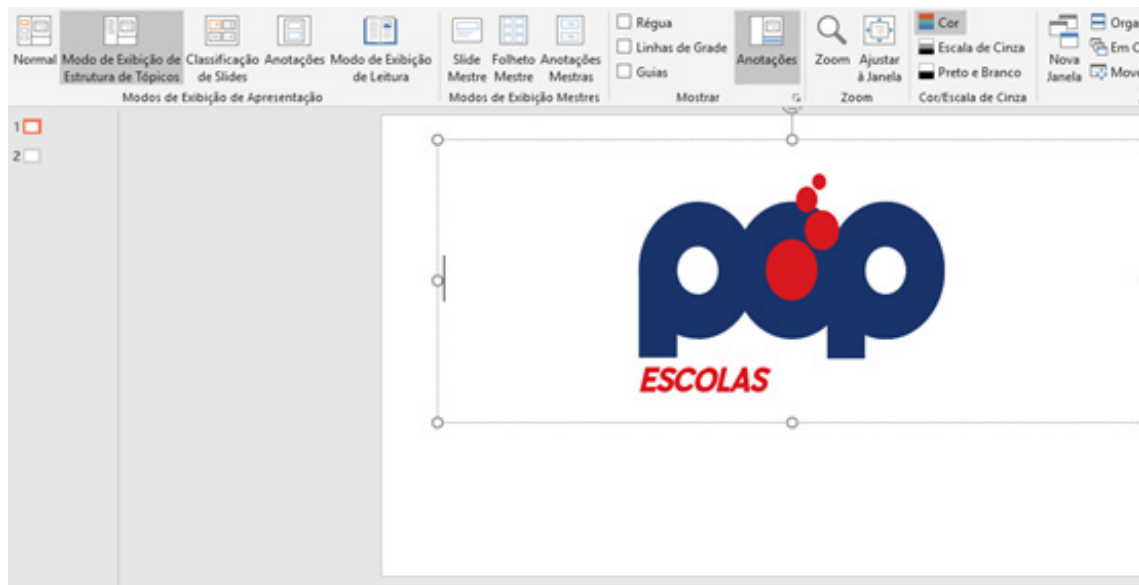 Normal
Modo de Exibição de
Estrutura de Tópicos
Classificação
de Slides
Anotações
Modo de Exibição
de Leitura
Modos de Exibição de Apresentação
Slide
Mestre
Folheto
Mestre
Anotações
Mestras
Modos de Exibição Mestres
Régua
Linhas de Grade
Guias
Anotações
Mostrar
Zoom
Ajustar
à Janela
Zoom
Cor
Escala de Cinza
Preto e Branco
Cor/Escala de Cinza
Nova
Janela
Orga
Em C
Move
1
2
pop
ESCOLAS